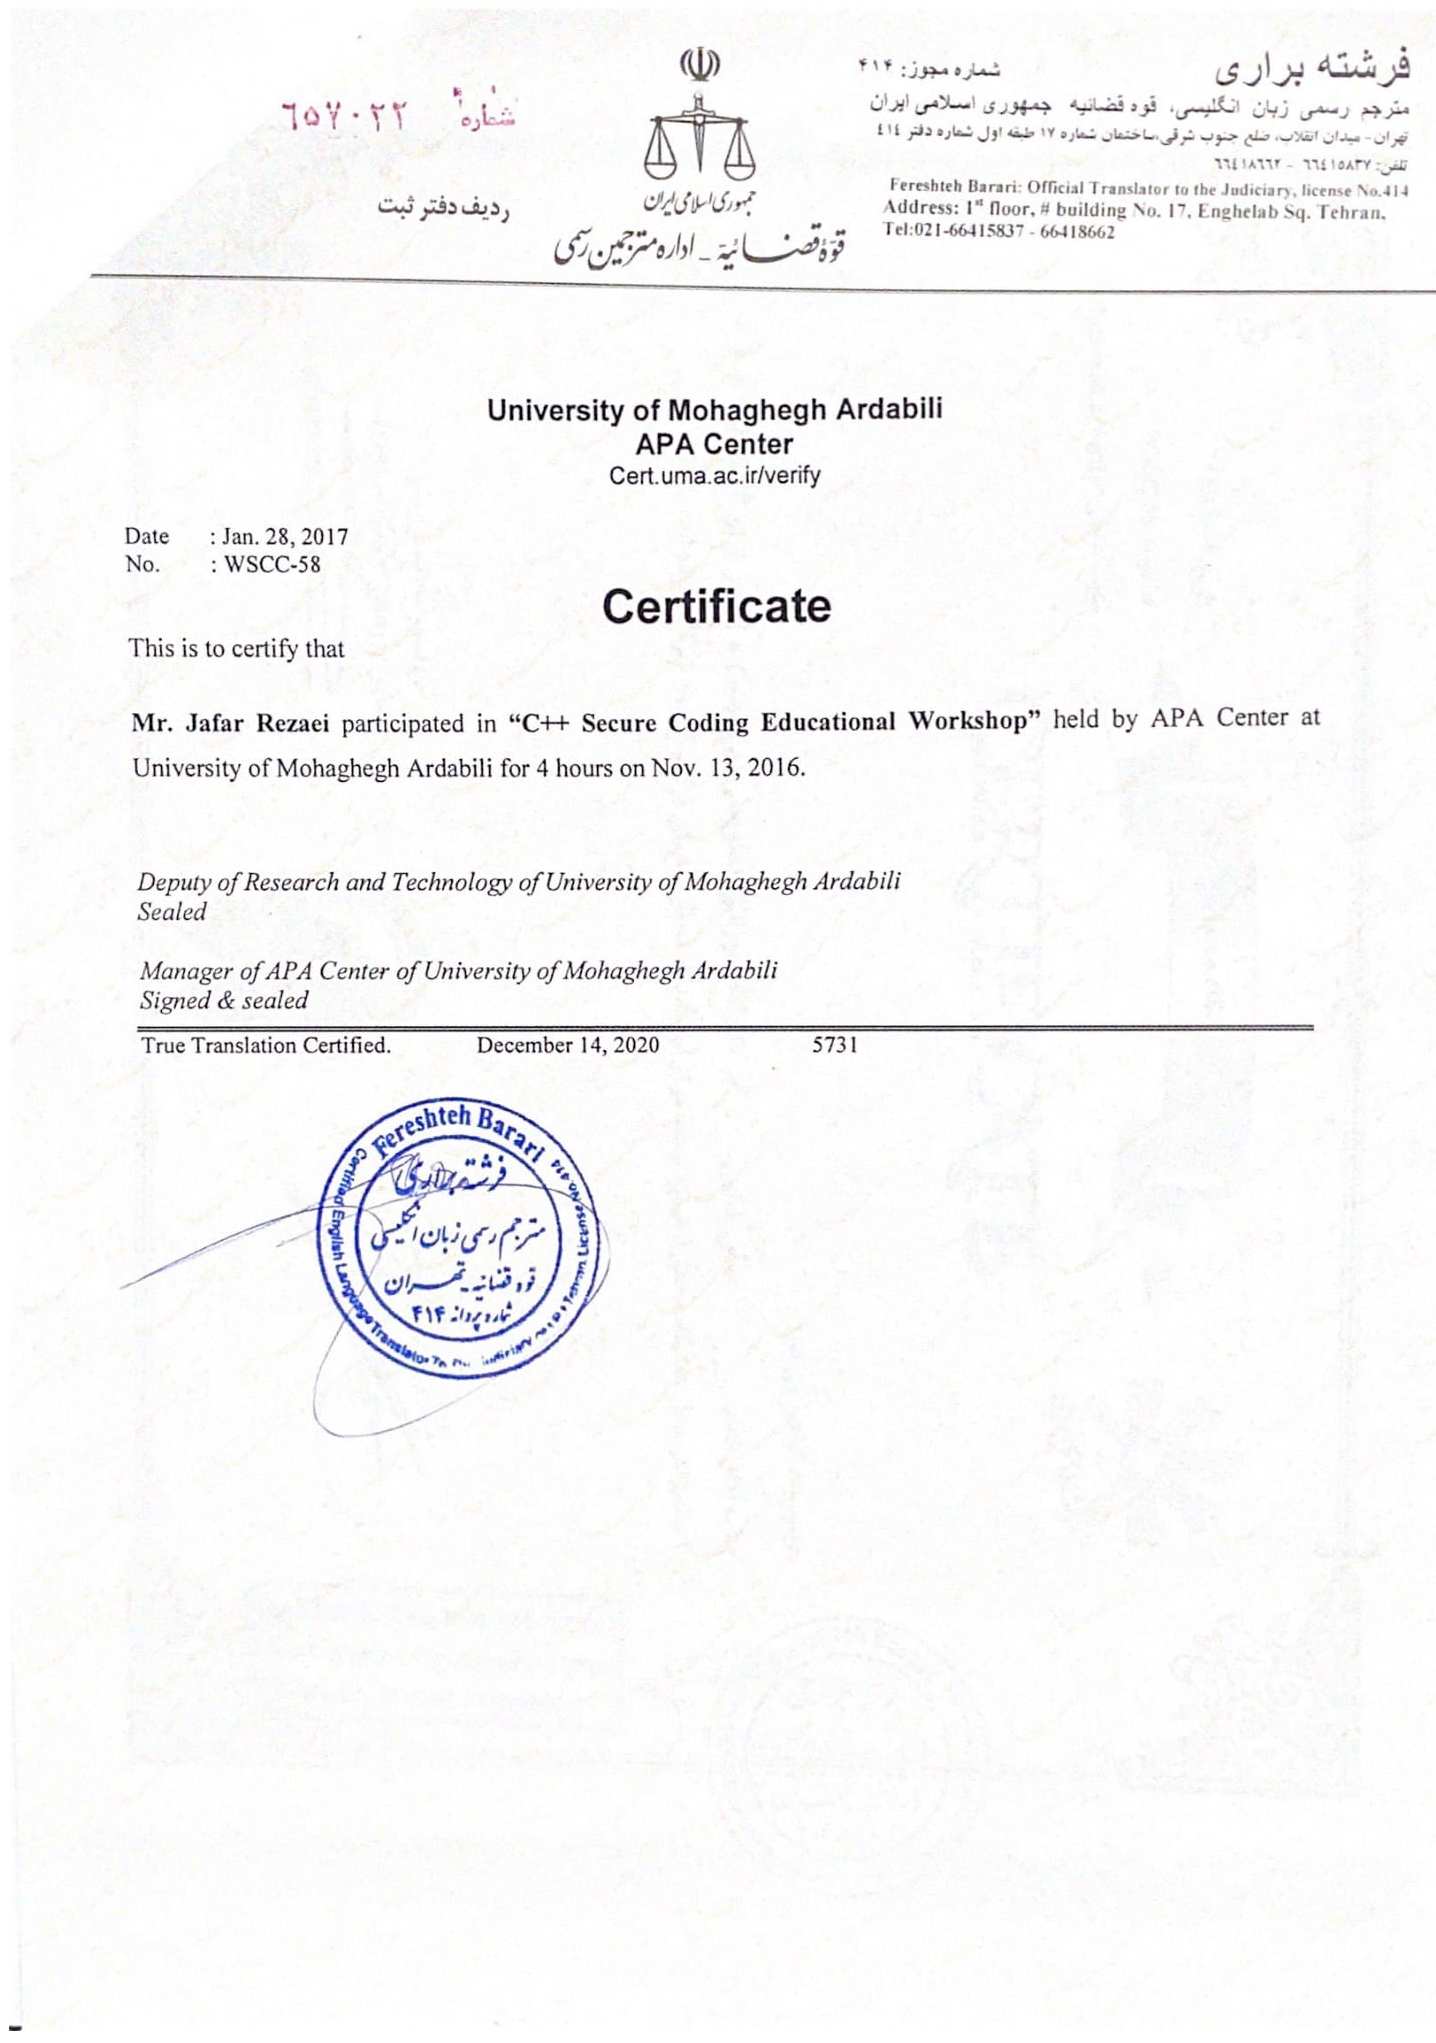 شماره ٦٥٧٠٢٢
ردیف دفتر ثبت
جمهوری اسلامی ایران
قوّهٔ قضائیّة - اداره مترجمین رسمی
فرشته براری شماره مجوز: ۴۱۴
مترجم رسمی زبان انگلیسی، قوه قضائیه جمهوری اسلامی ایران
تهران- میدان انقلاب، ضلع جنوب شرقی،ساختمان شماره ١٧ طبقه اول شماره دفتر ٤١٤
تلفن: ٦٦٤١٥٨٣٧ - ٦٦٤١٨٦٦٢
Fereshteh Barari: Official Translator to the Judiciary, license No.414
Address: 1st floor, # building No. 17, Enghelab Sq. Tehran.
Tel:021-66415837 - 66418662
University of Mohaghegh Ardabili
APA Center
Cert.uma.ac.ir/verify
Date : Jan. 28, 2017
No. : WSCC-58
Certificate
This is to certify that
Mr. Jafar Rezaei participated in “C++ Secure Coding Educational Workshop” held by APA Center at
University of Mohaghegh Ardabili for 4 hours on Nov. 13, 2016.
Deputy of Research and Technology of University of Mohaghegh Ardabili
Sealed
Manager of APA Center of University of Mohaghegh Ardabili
Signed & sealed
True Translation Certified. December 14, 2020 5731
Fereshteh Barari
Certified English Language Translator To Judiciary Tehran License No.414
فرشته براری
مترجم رسمی زبان انگلیسی
قوه قضائیه - تهران
شماره پروانه ۴۱۴